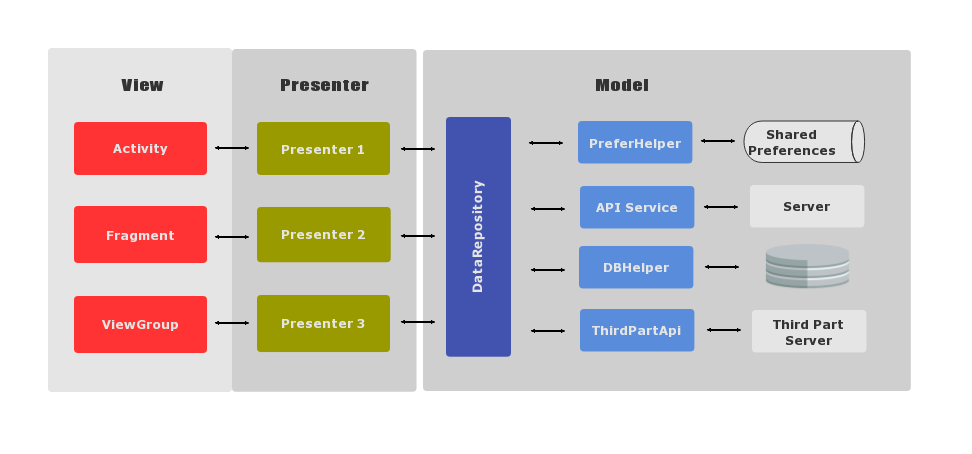 View
Presenter
Model
Activity
Presenter 1
PreferHelper
Shared
Preferences
API Service
Server
Fragment
Presenter 2
DataRepository
DBHelper
ViewGroup
Presenter 3
ThirdPartApi
Third Part
Server